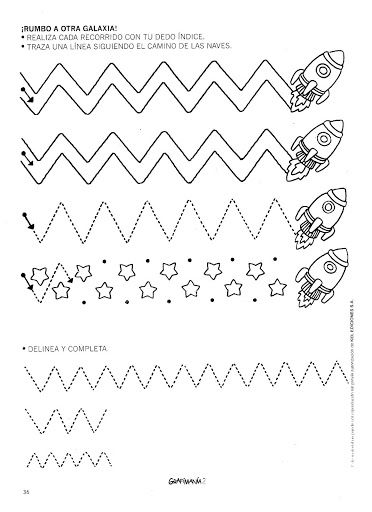 ¡RUMBO A OTRA GALAXIA!
• REALIZA CADA RECORRIDO CON TU DEDO ÍNDICE.
• TRAZA UNA LÍNEA SIGUIENDO EL CAMINO DE LAS NAVES.
• DELINEA Y COMPLETA.
GRAFIMANÍA 2
36